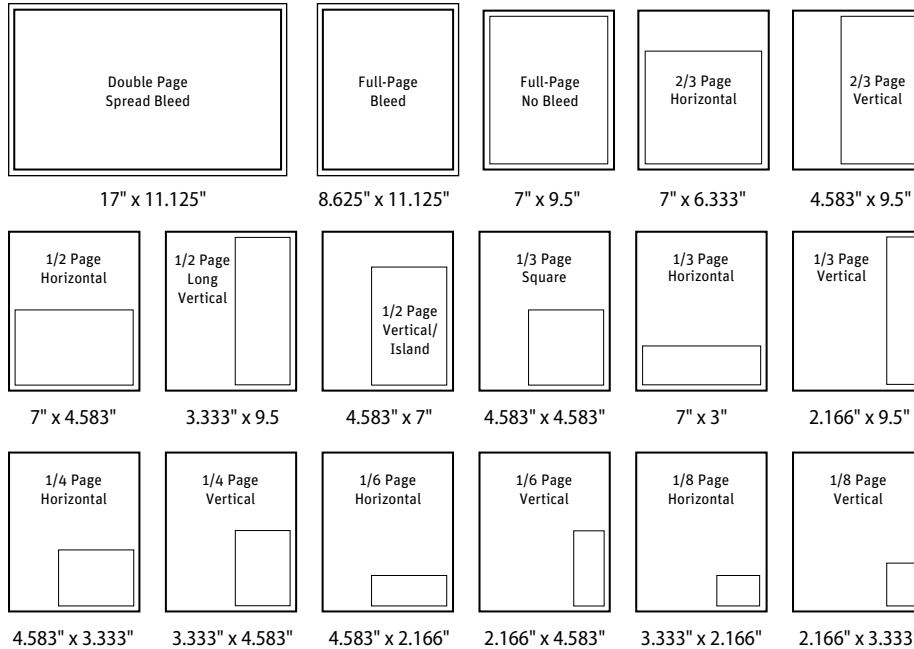 Double Page
Spread Bleed
Full-Page
Bleed
Full-Page
No Bleed
2/3 Page
Horizontal
2/3 Page
Vertical
17" x 11.125"
8.625" x 11.125"
7" x 9.5"
7" x 6.333"
4.583" x 9.5"
1/2 Page
Horizontal
1/2 Page
Long
Vertical
1/2 Page
Vertical/
Island
1/3 Page
Square
1/3 Page
Horizontal
1/3 Page
Vertical
7" x 4.583"
3.333" x 9.5
4.583" x 7"
4.583" x 4.583"
7" x 3"
2.166" x 9.5"
1/4 Page
Horizontal
1/4 Page
Vertical
1/6 Page
Horizontal
1/6 Page
Vertical
1/8 Page
Horizontal
1/8 Page
Vertical
4.583" x 3.333"
3.333" x 4.583"
4.583" x 2.166"
2.166" x 4.583"
3.333" x 2.166"
2.166" x 3.333"